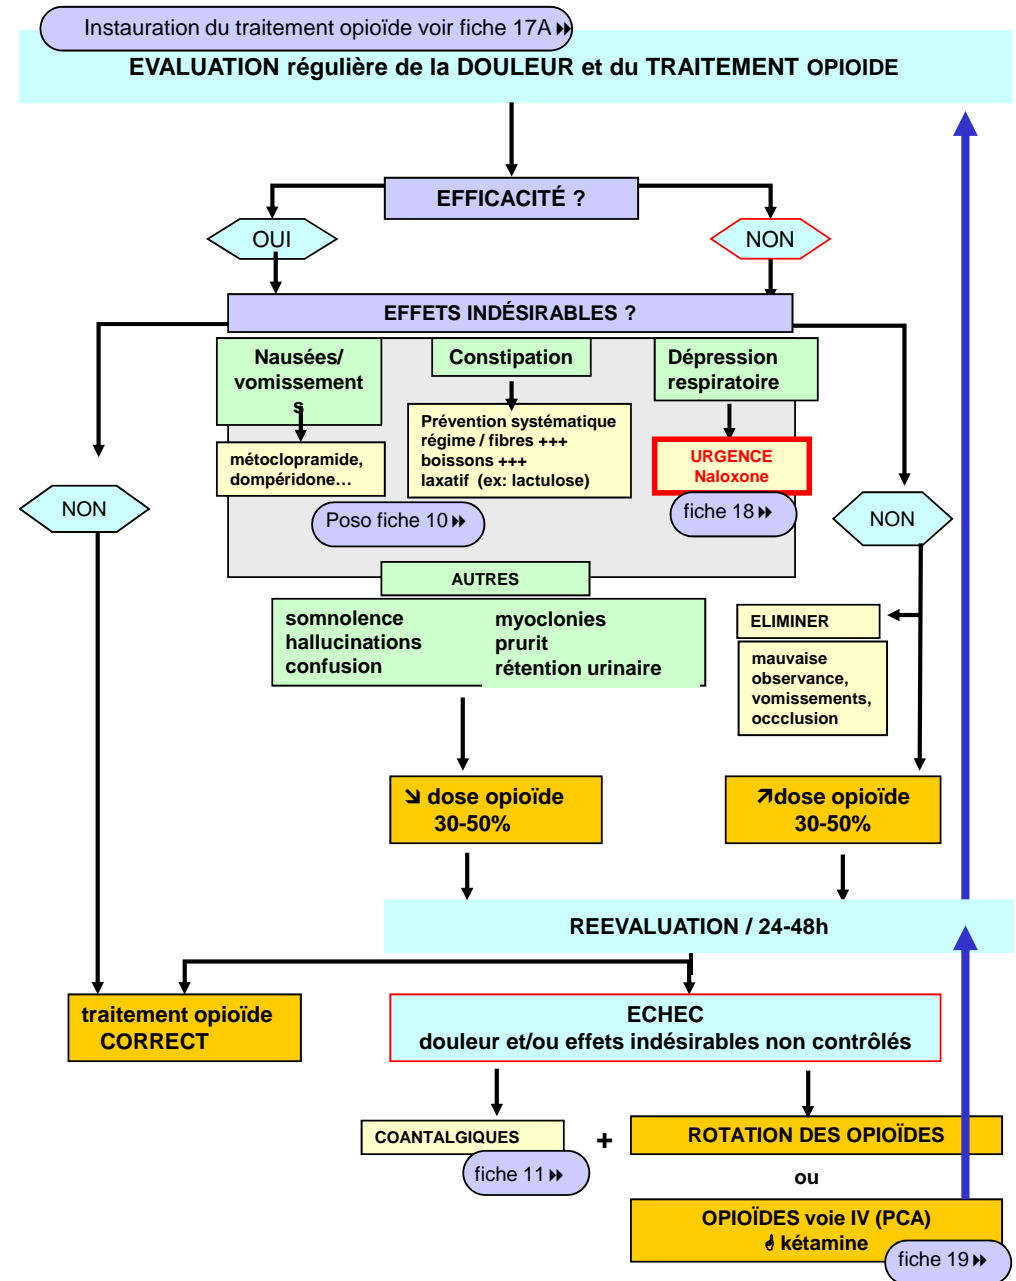 Instauration du traitement opioïde voir fiche 17A
EVALUATION régulière de la DOULEUR et du TRAITEMENT OPIOIDE
EFFICACITÉ ?
OUI
NON
EFFETS INDÉSIRABLES ?
Nausées/
vomissement
s
Constipation
Dépression
respiratoire
métoclopramide,
dompéridone…
Prévention systématique
régime / fibres +++
boissons +++
laxatif (ex: lactulose)
URGENCE
Naloxone
Poso fiche 10
fiche 18
NON
NON
AUTRES
somnolence
hallucinations
confusion
myoclonies
prurit
rétention urinaire
ELIMINER
mauvaise
observance,
vomissements,
occclusion
➘ dose opioïde
30-50%
➚dose opioïde
30-50%
REEVALUATION / 24-48h
traitement opioïde
CORRECT
ECHEC
douleur et/ou effets indésirables non contrôlés
COANTALGIQUES
+
ROTATION DES OPIOÏDES
fiche 11
ou
OPIOÏDES voie IV (PCA)
kétamine
fiche 19